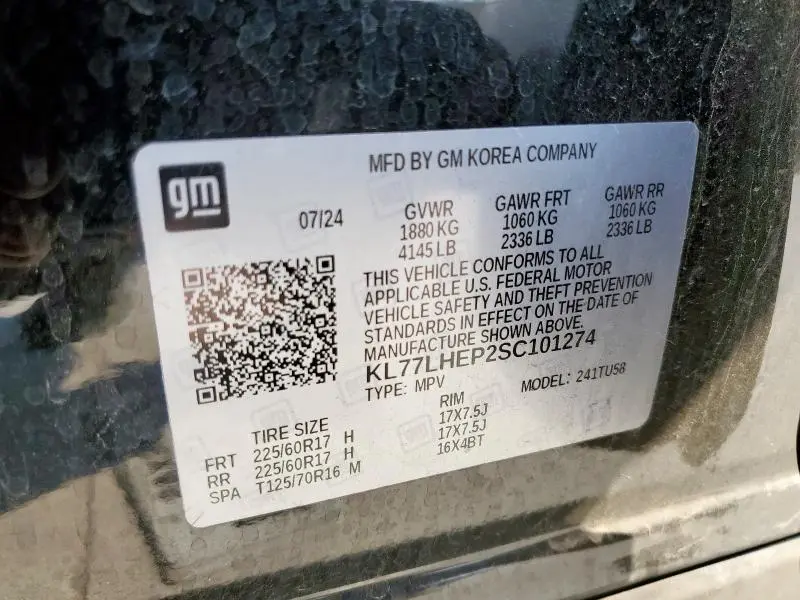 MFD BY GM KOREA COMPANY
gm
07/24
GVWR
1880 KG
4145 LB
GAWR FRT
1060 KG
2336 LB
GAWR RR
1060 KG
2336 LB
THIS VEHICLE CONFORMS TO ALL
APPLICABLE U.S. FEDERAL MOTOR
VEHICLE SAFETY AND THEFT PREVENTION
STANDARDS IN EFFECT ON THE DATE OF
MANUFACTURE SHOWN ABOVE.
KL77LHEP2SC101274
TYPE: MPV
MODEL: 241TU58
TIRE SIZE
RIM
FRT 225/60R17 H 17X7.5J
RR 225/60R17 H 17X7.5J
SPA T125/70R16 M 16X4BT